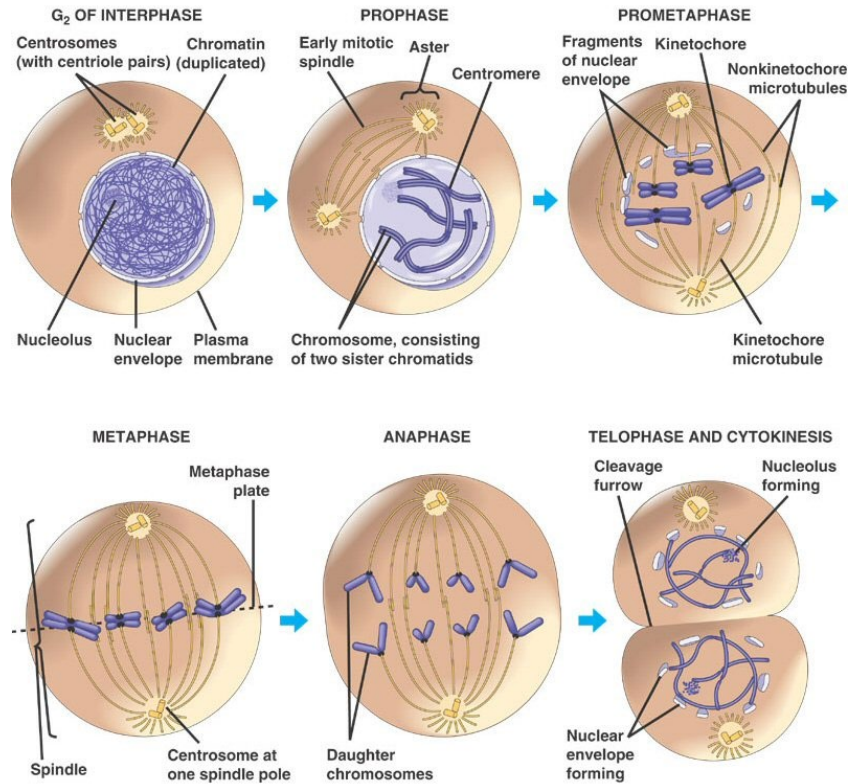 G₂ OF INTERPHASE
Centrosomes
(with centriole pairs)
Chromatin
(duplicated)
Nucleolus
Nuclear
envelope
Plasma
membrane
PROPHASE
Early mitotic
spindle
Aster
Centromere
Chromosome, consisting
of two sister chromatids
PROMETAPHASE
Fragments
of nuclear
envelope
Kinetochore
Nonkinetochore
microtubules
Kinetochore
microtubule
METAPHASE
Metaphase
plate
Spindle
Centrosome at
one spindle pole
ANAPHASE
Daughter
chromosomes
TELOPHASE AND CYTOKINESIS
Cleavage
furrow
Nucleolus
forming
Nuclear
envelope
forming